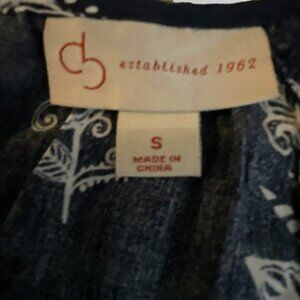 cb established 1962
S
MADE IN
CHINA